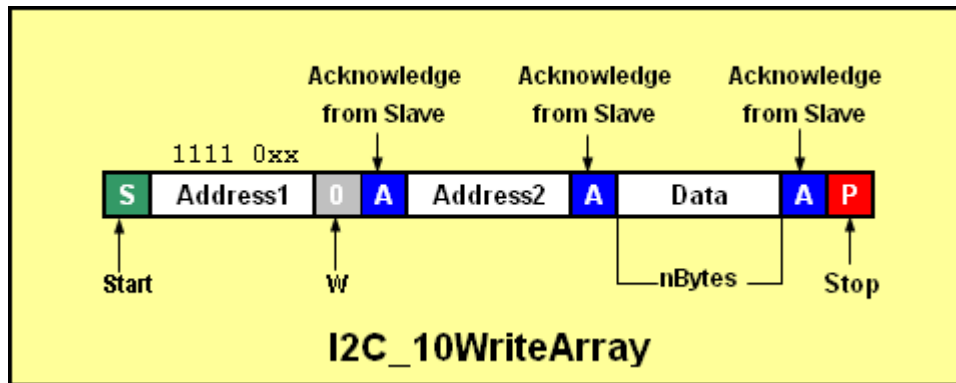 Acknowledge from Slave
Acknowledge from Slave
Acknowledge from Slave
1111 0xx
S Address1 0 A Address2 A Data A P
Start W nBytes Stop
I2C_10WriteArray